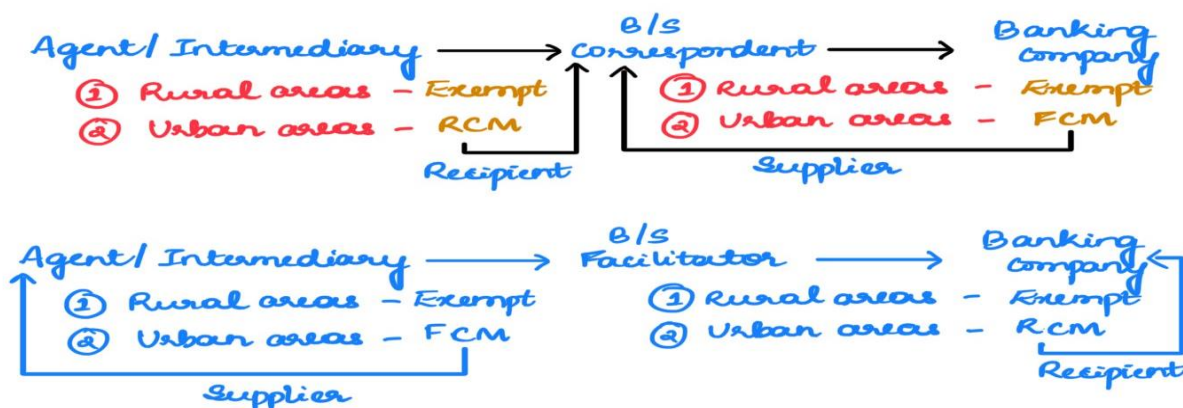 B/S
Agent/ Intermediary → Correspondent → Banking Company
① Rural areas - Exempt
② Urban areas - RCM
Recipient
① Rural areas - Exempt
② Urban areas - FCM
Supplier
B/S
Agent/ Intermediary → Facilitator → Banking Company
① Rural areas - Exempt
② Urban areas - FCM
Supplier
① Rural areas - Exempt
② Urban areas - RCM
Recipient